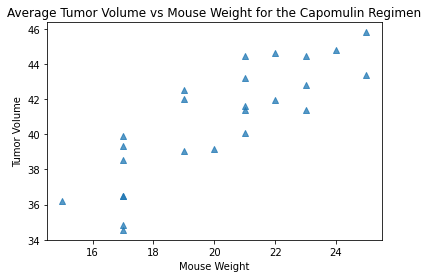 Average Tumor Volume vs Mouse Weight for the Capomulin Regimen
46
44
42
40
38
36
34
Tumor Volume
16 18 20 22 24
Mouse Weight